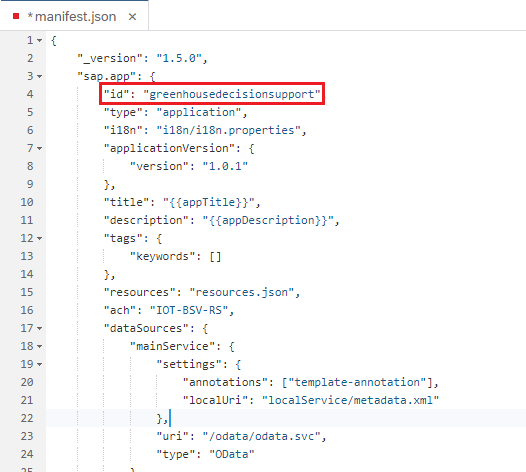 *manifest.json ×
1 {
2 "_version": "1.5.0",
3 "sap.app": {
4 "id": "greenhousedecisionsupport"
5 "type": "application",
6 "i18n": "i18n/i18n.properties",
7 "applicationVersion": {
8 "version": "1.0.1"
9 },
10 "title": "{{appTitle}}",
11 "description": "{{appDescription}}",
12 "tags": {
13 "keywords": []
14 },
15 "resources": "resources.json",
16 "ach": "IOT-BSV-RS",
17 "dataSources": {
18 "mainService": {
19 "settings": {
20 "annotations": ["template-annotation"],
21 "localUri": "localService/metadata.xml"
22 },
23 "uri": "/odata/odata.svc",
24 "type": "OData"
25 }